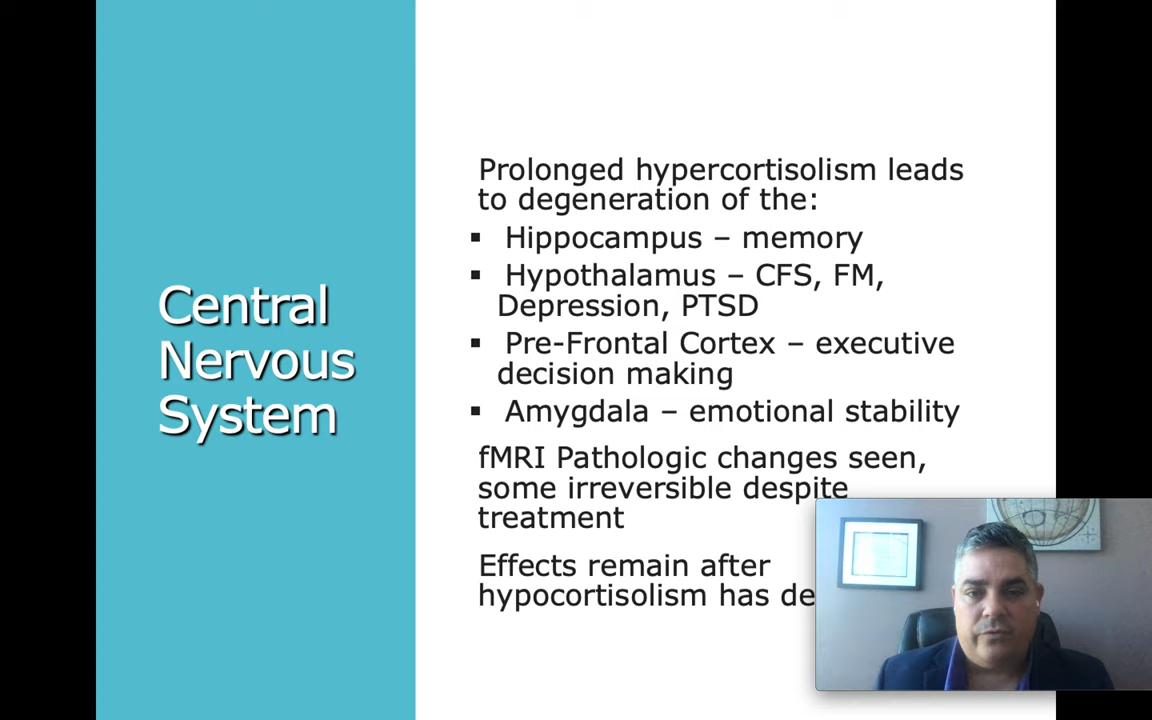 Central
Nervous
System
Prolonged hypercortisolism leads
to degeneration of the:
▪ Hippocampus – memory
▪ Hypothalamus – CFS, FM,
Depression, PTSD
▪ Pre-Frontal Cortex – executive
decision making
▪ Amygdala – emotional stability
fMRI Pathologic changes seen,
some irreversible despite
treatment
Effects remain after
hypocortisolism has